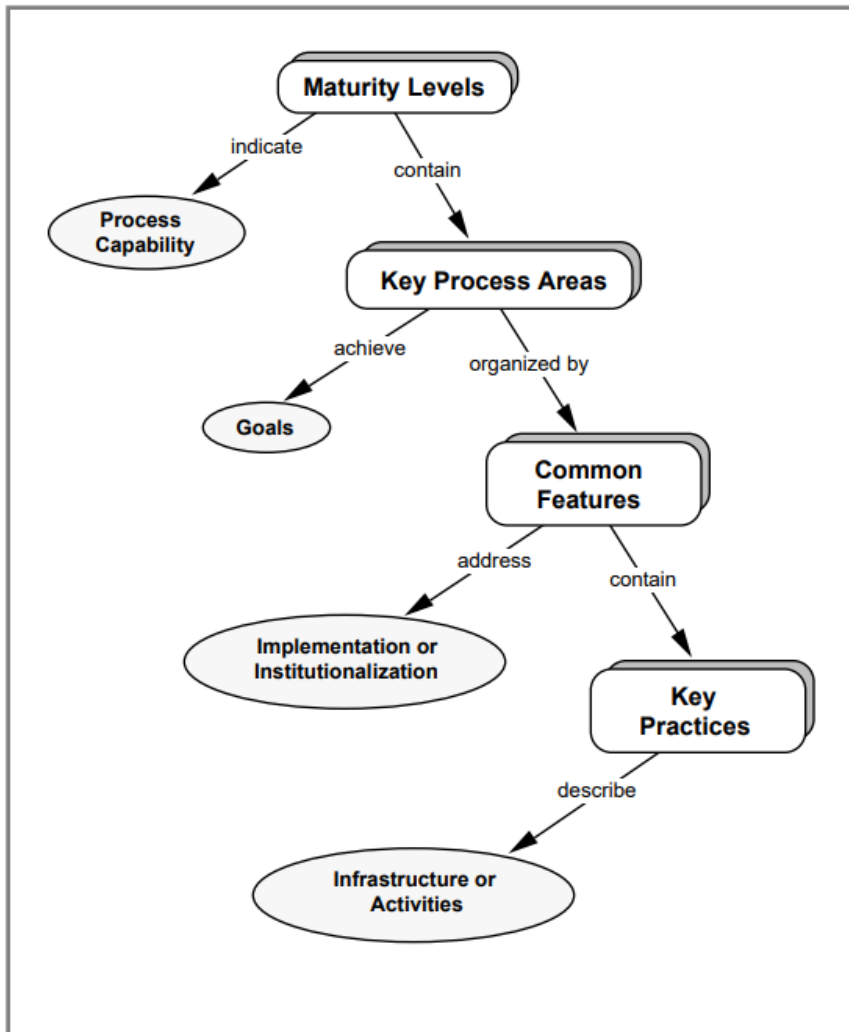 Maturity Levels
indicate
contain
Process
Capability
Key Process Areas
achieve
organized by
Goals
Common
Features
address
contain
Implementation or
Institutionalization
Key
Practices
describe
Infrastructure or
Activities